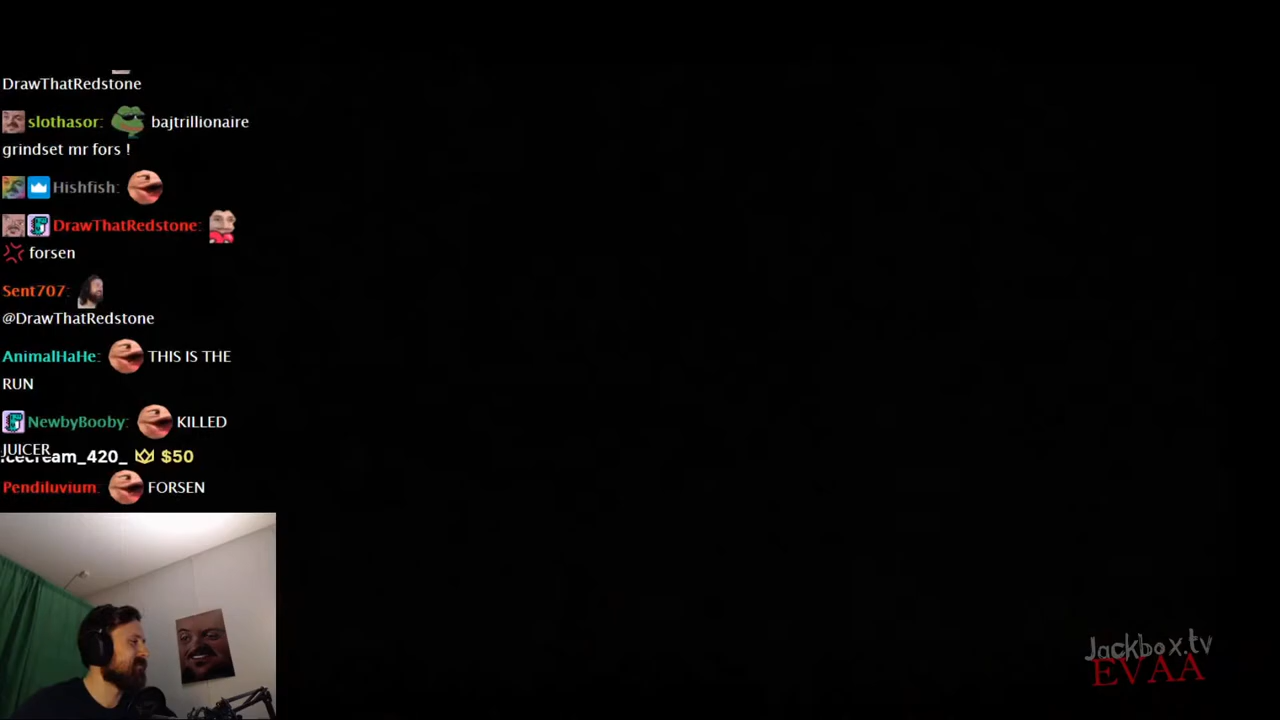 DrawThatRedstone
slothasor: bajtrillionaire
grindset mr fors !
Hishfish:
DrawThatRedstone:
forsen
Sent707:
@DrawThatRedstone
AnimalHaHe: THIS IS THE
RUN
NewbyBooby: KILLED
JUICER
icecream_420_ $50
Pendiluvium: FORSEN
Jackbox.tv
EVAA